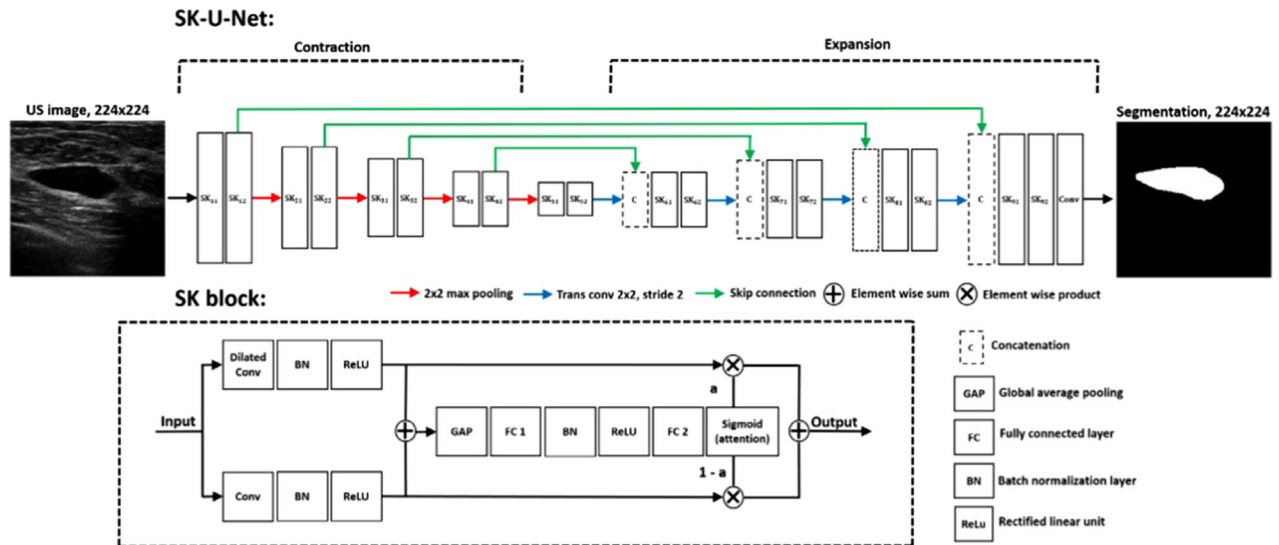 SK-U-Net:
Contraction
Expansion
US image, 224x224
Segmentation, 224x224
SK₁₁ SK₁₂ SK₂₁ SK₂₂ SK₃₁ SK₃₂ SK₄₁ SK₄₂ SK₅₁ SK₅₂ C SK₆₁ SK₆₂ C SK₇₁ SK₇₂ C SK₈₁ SK₈₂ C SK₉₁ SK₉₂ Conv
SK block:
2x2 max pooling
Trans conv 2x2, stride 2
Skip connection
Element wise sum
Element wise product
Dilated
Conv
BN
ReLU
a
Input
GAP
FC 1
BN
ReLU
FC 2
Sigmoid
(attention)
Output
1 - a
Conv
BN
ReLU
C
Concatenation
GAP
Global average pooling
FC
Fully connected layer
BN
Batch normalization layer
ReLu
Rectified linear unit